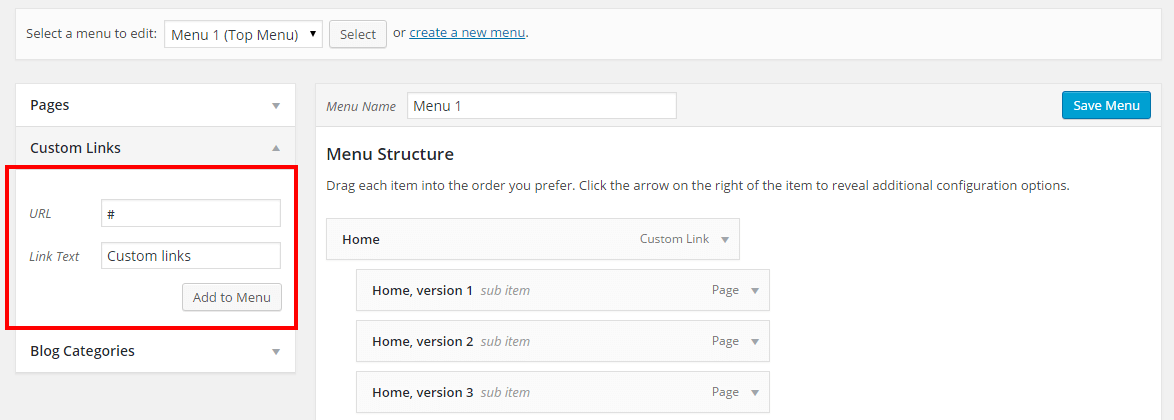 Select a menu to edit: Menu 1 (Top Menu) Select or create a new menu.
Pages
Custom Links
URL #
Link Text Custom links
Add to Menu
Blog Categories
Menu Name Menu 1 Save Menu
Menu Structure
Drag each item into the order you prefer. Click the arrow on the right of the item to reveal additional configuration options.
Home Custom Link
Home, version 1 sub item Page
Home, version 2 sub item Page
Home, version 3 sub item Page